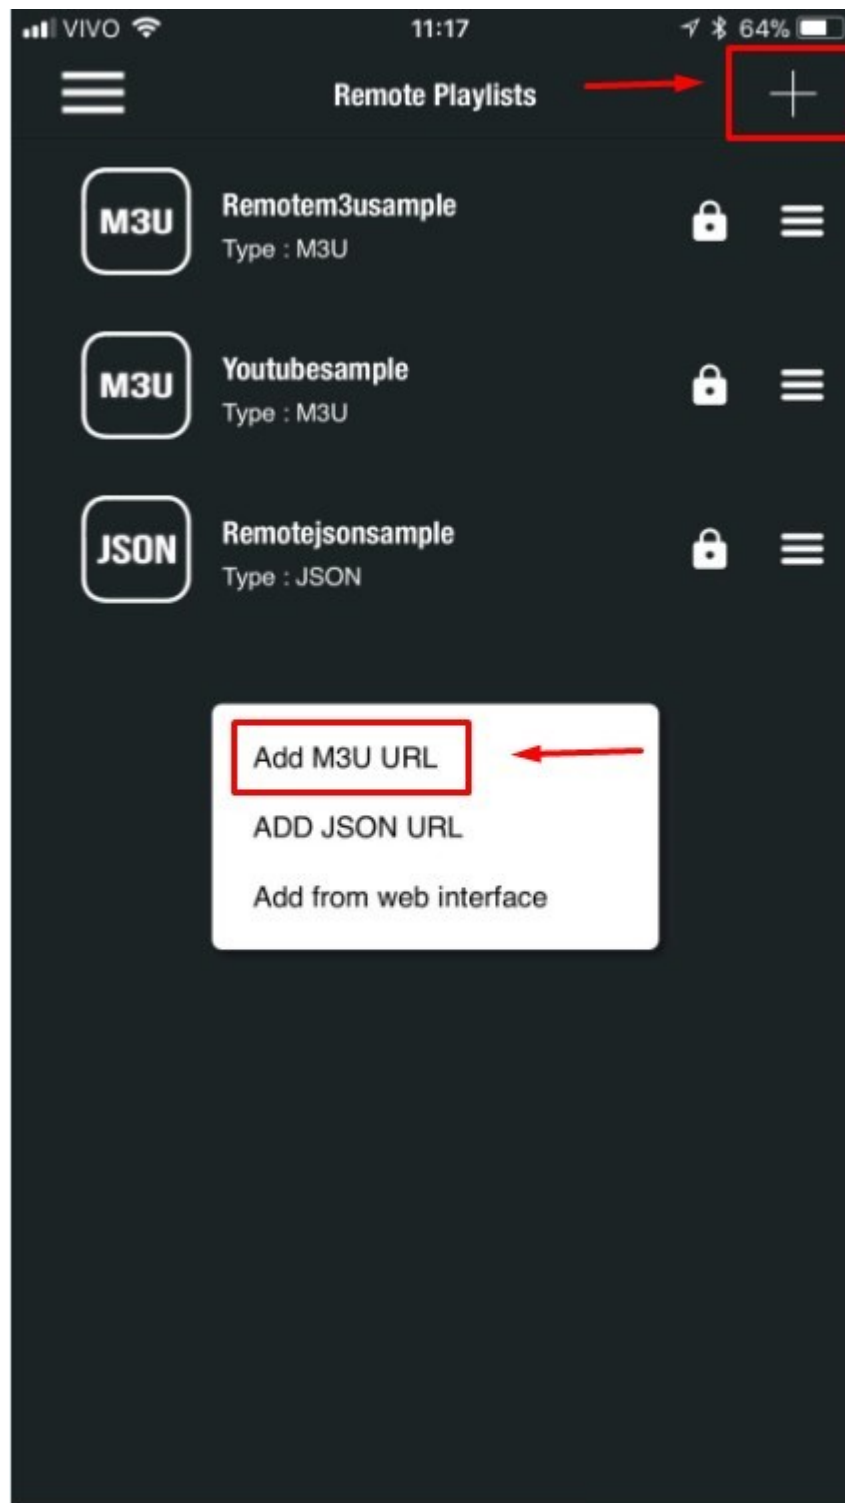 VIVO 11:17 64%
Remote Playlists
M3U
Remotem3usample
Type : M3U
M3U
Youtubesample
Type : M3U
JSON
Remotejsonsample
Type : JSON
Add M3U URL
ADD JSON URL
Add from web interface